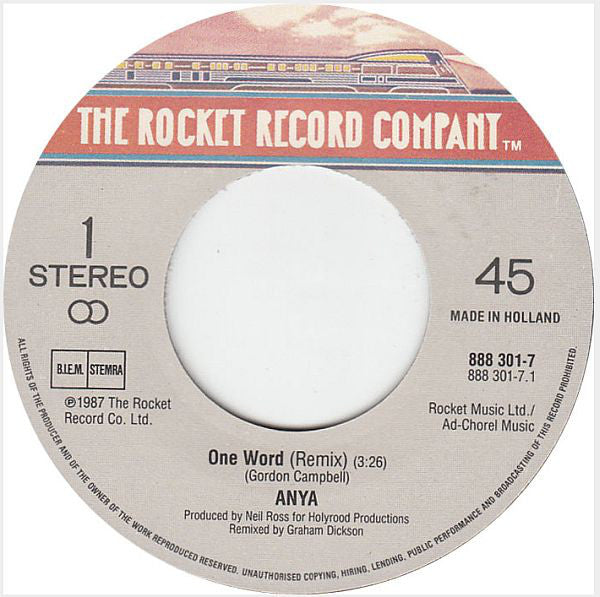 THE ROCKET RECORD COMPANY TM
1
STEREO
45
MADE IN HOLLAND
B.I.E.M. STEMRA
888 301-7
888 301-7.1
℗1987 The Rocket
Record Co. Ltd.
Rocket Music Ltd./
Ad-Chorel Music
One Word (Remix) (3:26)
(Gordon Campbell)
ANYA
Produced by Neil Ross for Holyrood Productions
Remixed by Graham Dickson
ALL RIGHTS OF THE PRODUCER AND OF THE OWNER OF THE WORK REPRODUCED RESERVED. UNAUTHORISED COPYING, HIRING, LENDING, PUBLIC PERFORMANCE AND BROADCASTING OF THIS RECORD PROHIBITED.